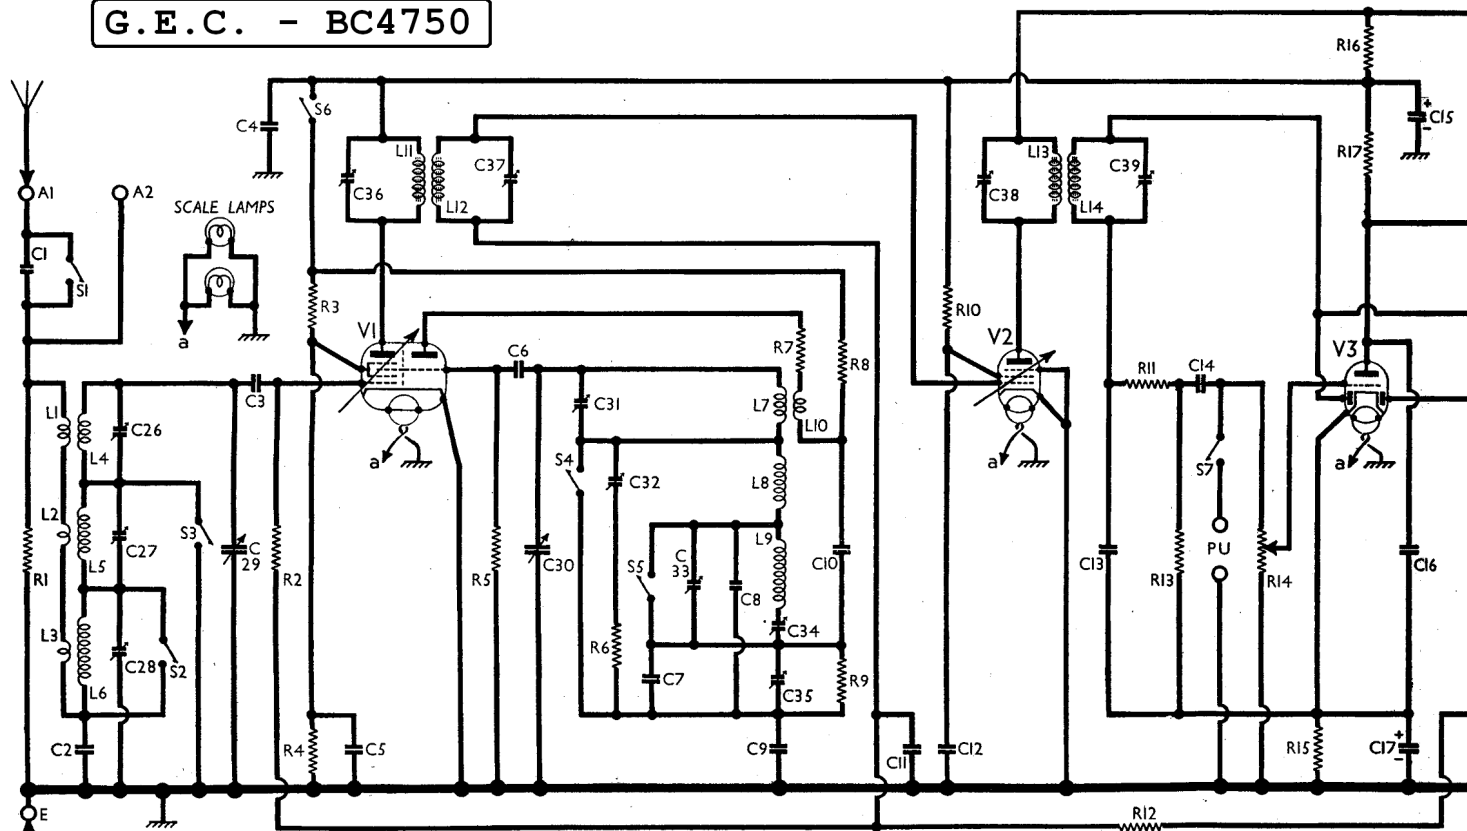 G.E.C. - BC4750
R16
S6
C4
C15
+
-
L11
C36
C37
L12
L13
C38
C39
L14
R17
A1
A2
SCALE LAMPS
C1
S1
a
R3
V1
R10
V2
V3
C6
R7
R8
R11
C14
C3
L1
L4
C26
C31
L7
L10
a
a
a
S4
C32
L8
S7
L2
L5
C27
S3
C
29
R2
R5
C30
S5
C
33
L9
C8
C10
C13
R13
PU
R14
C16
R1
L3
L6
C28
S2
R6
C34
C7
C35
R9
C2
R4
C5
C9
C11
C12
R15
C17
+
-
E
R12